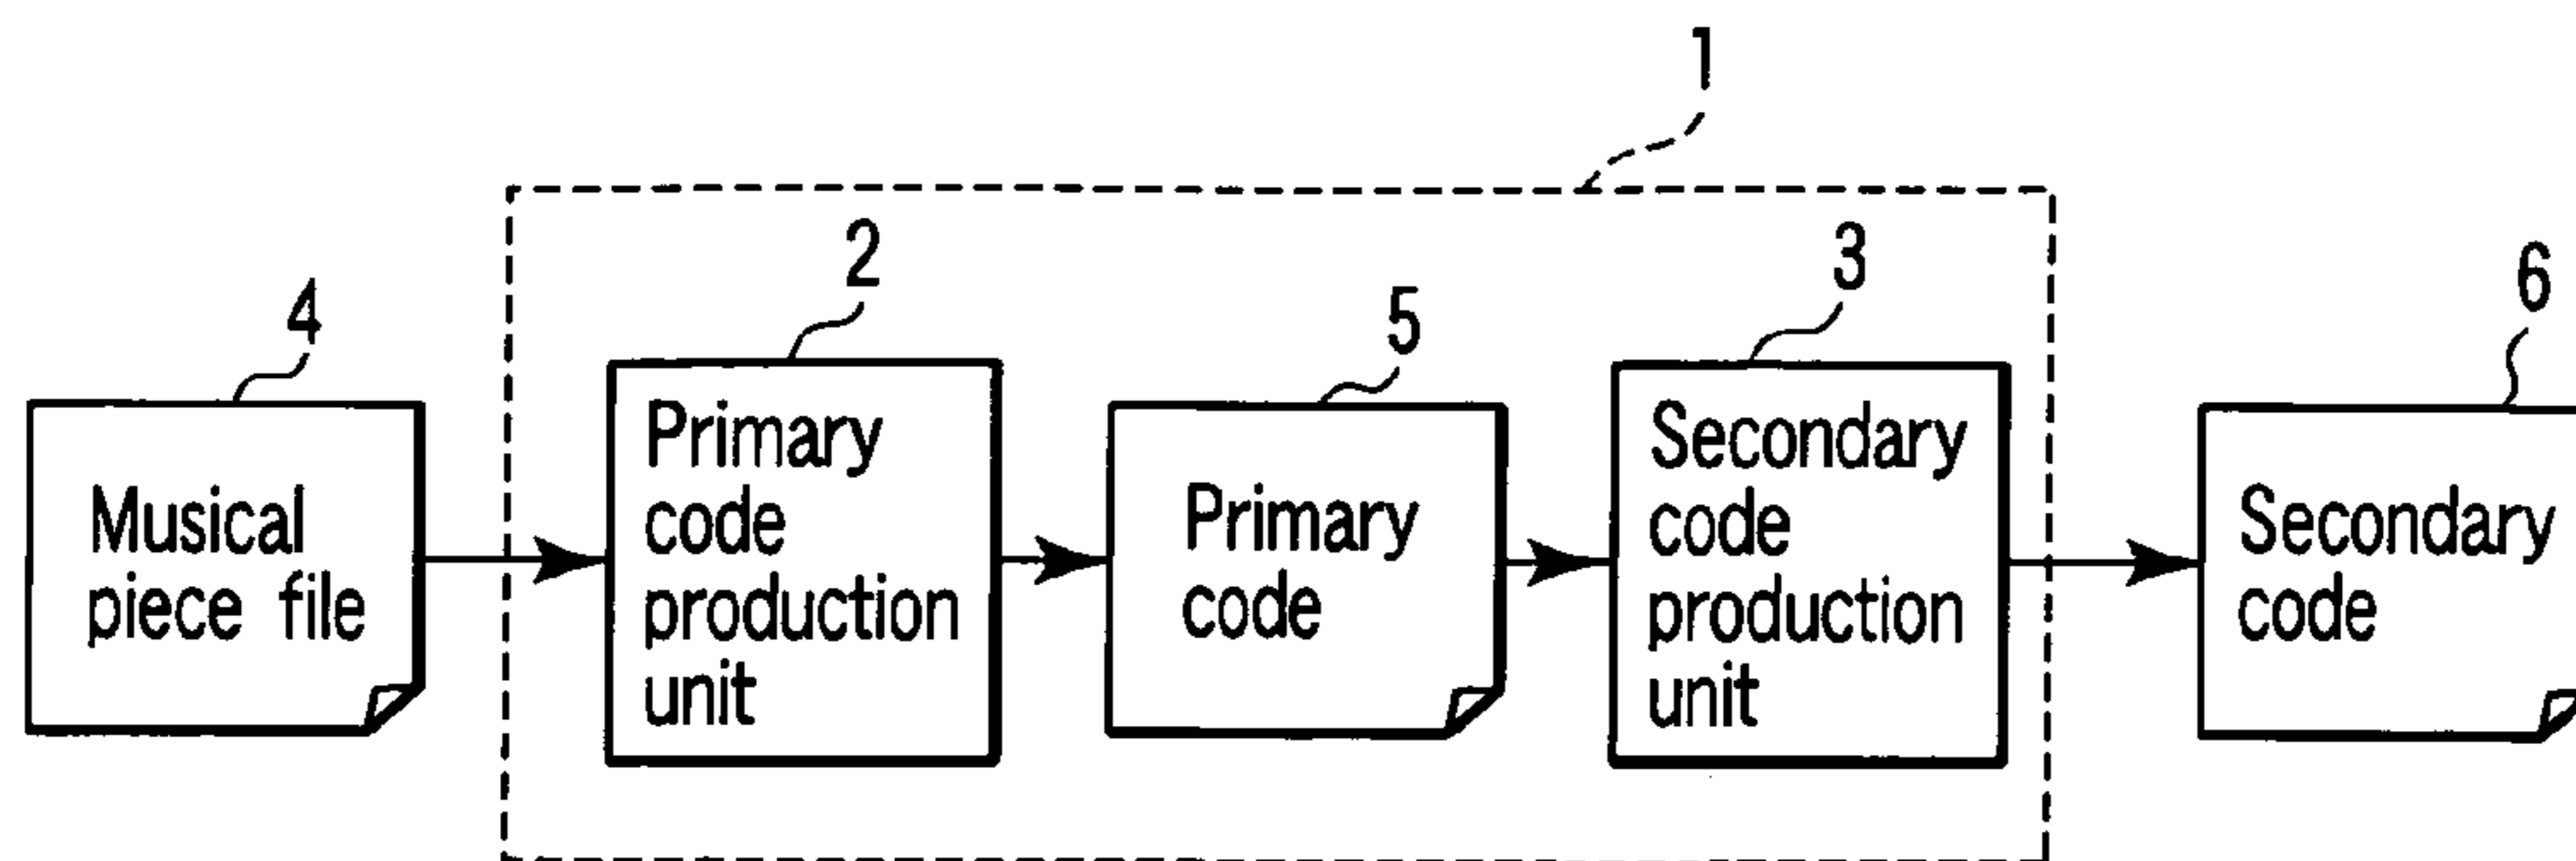 1
2
3
4
5
6
Musical
piece file
Primary
code
production
unit
Primary
code
Secondary
code
production
unit
Secondary
code